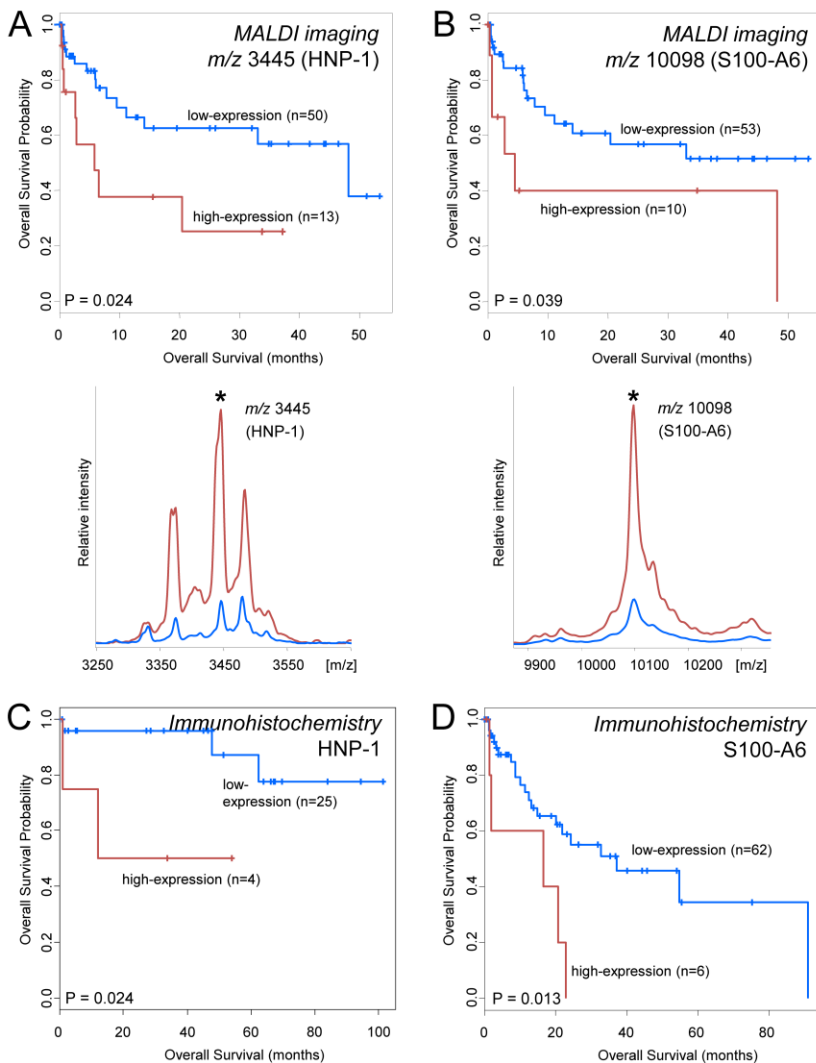 A
MALDI imaging
m/z 3445 (HNP-1)
Overall Survival Probability
0.0 0.2 0.4 0.6 0.8 1.0
low-expression (n=50)
high-expression (n=13)
P = 0.024
0 10 20 30 40 50
Overall Survival (months)
B
MALDI imaging
m/z 10098 (S100-A6)
Overall Survival Probability
0.0 0.2 0.4 0.6 0.8 1.0
low-expression (n=53)
high-expression (n=10)
P = 0.039
0 10 20 30 40 50
Overall Survival (months)
*
m/z 3445
(HNP-1)
Relative intensity
3250 3350 3450 3550 [m/z]
*
m/z 10098
(S100-A6)
Relative intensity
9900 10000 10100 10200 [m/z]
C
Immunohistochemistry
HNP-1
Overall Survival Probability
0.0 0.2 0.4 0.6 0.8 1.0
low-
expression (n=25)
high-expression (n=4)
P = 0.024
0 20 40 60 80 100
Overall Survival (months)
D
Immunohistochemistry
S100-A6
Overall Survival Probability
0.0 0.2 0.4 0.6 0.8 1.0
low-expression (n=62)
high-expression (n=6)
P = 0.013
0 20 40 60 80
Overall Survival (months)